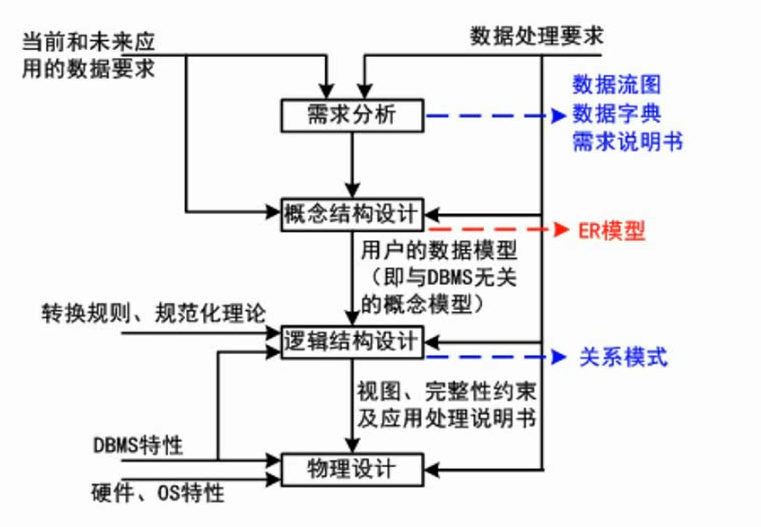 当前和未来应
用的数据要求
数据处理要求
数据流图
数据字典
需求说明书
需求分析
概念结构设计
ER模型
用户的数据模型
（即与DBMS无关
的概念模型）
转换规则、规范化理论
逻辑结构设计
关系模式
视图、完整性约束
及应用处理说明书
DBMS特性
物理设计
硬件、OS特性